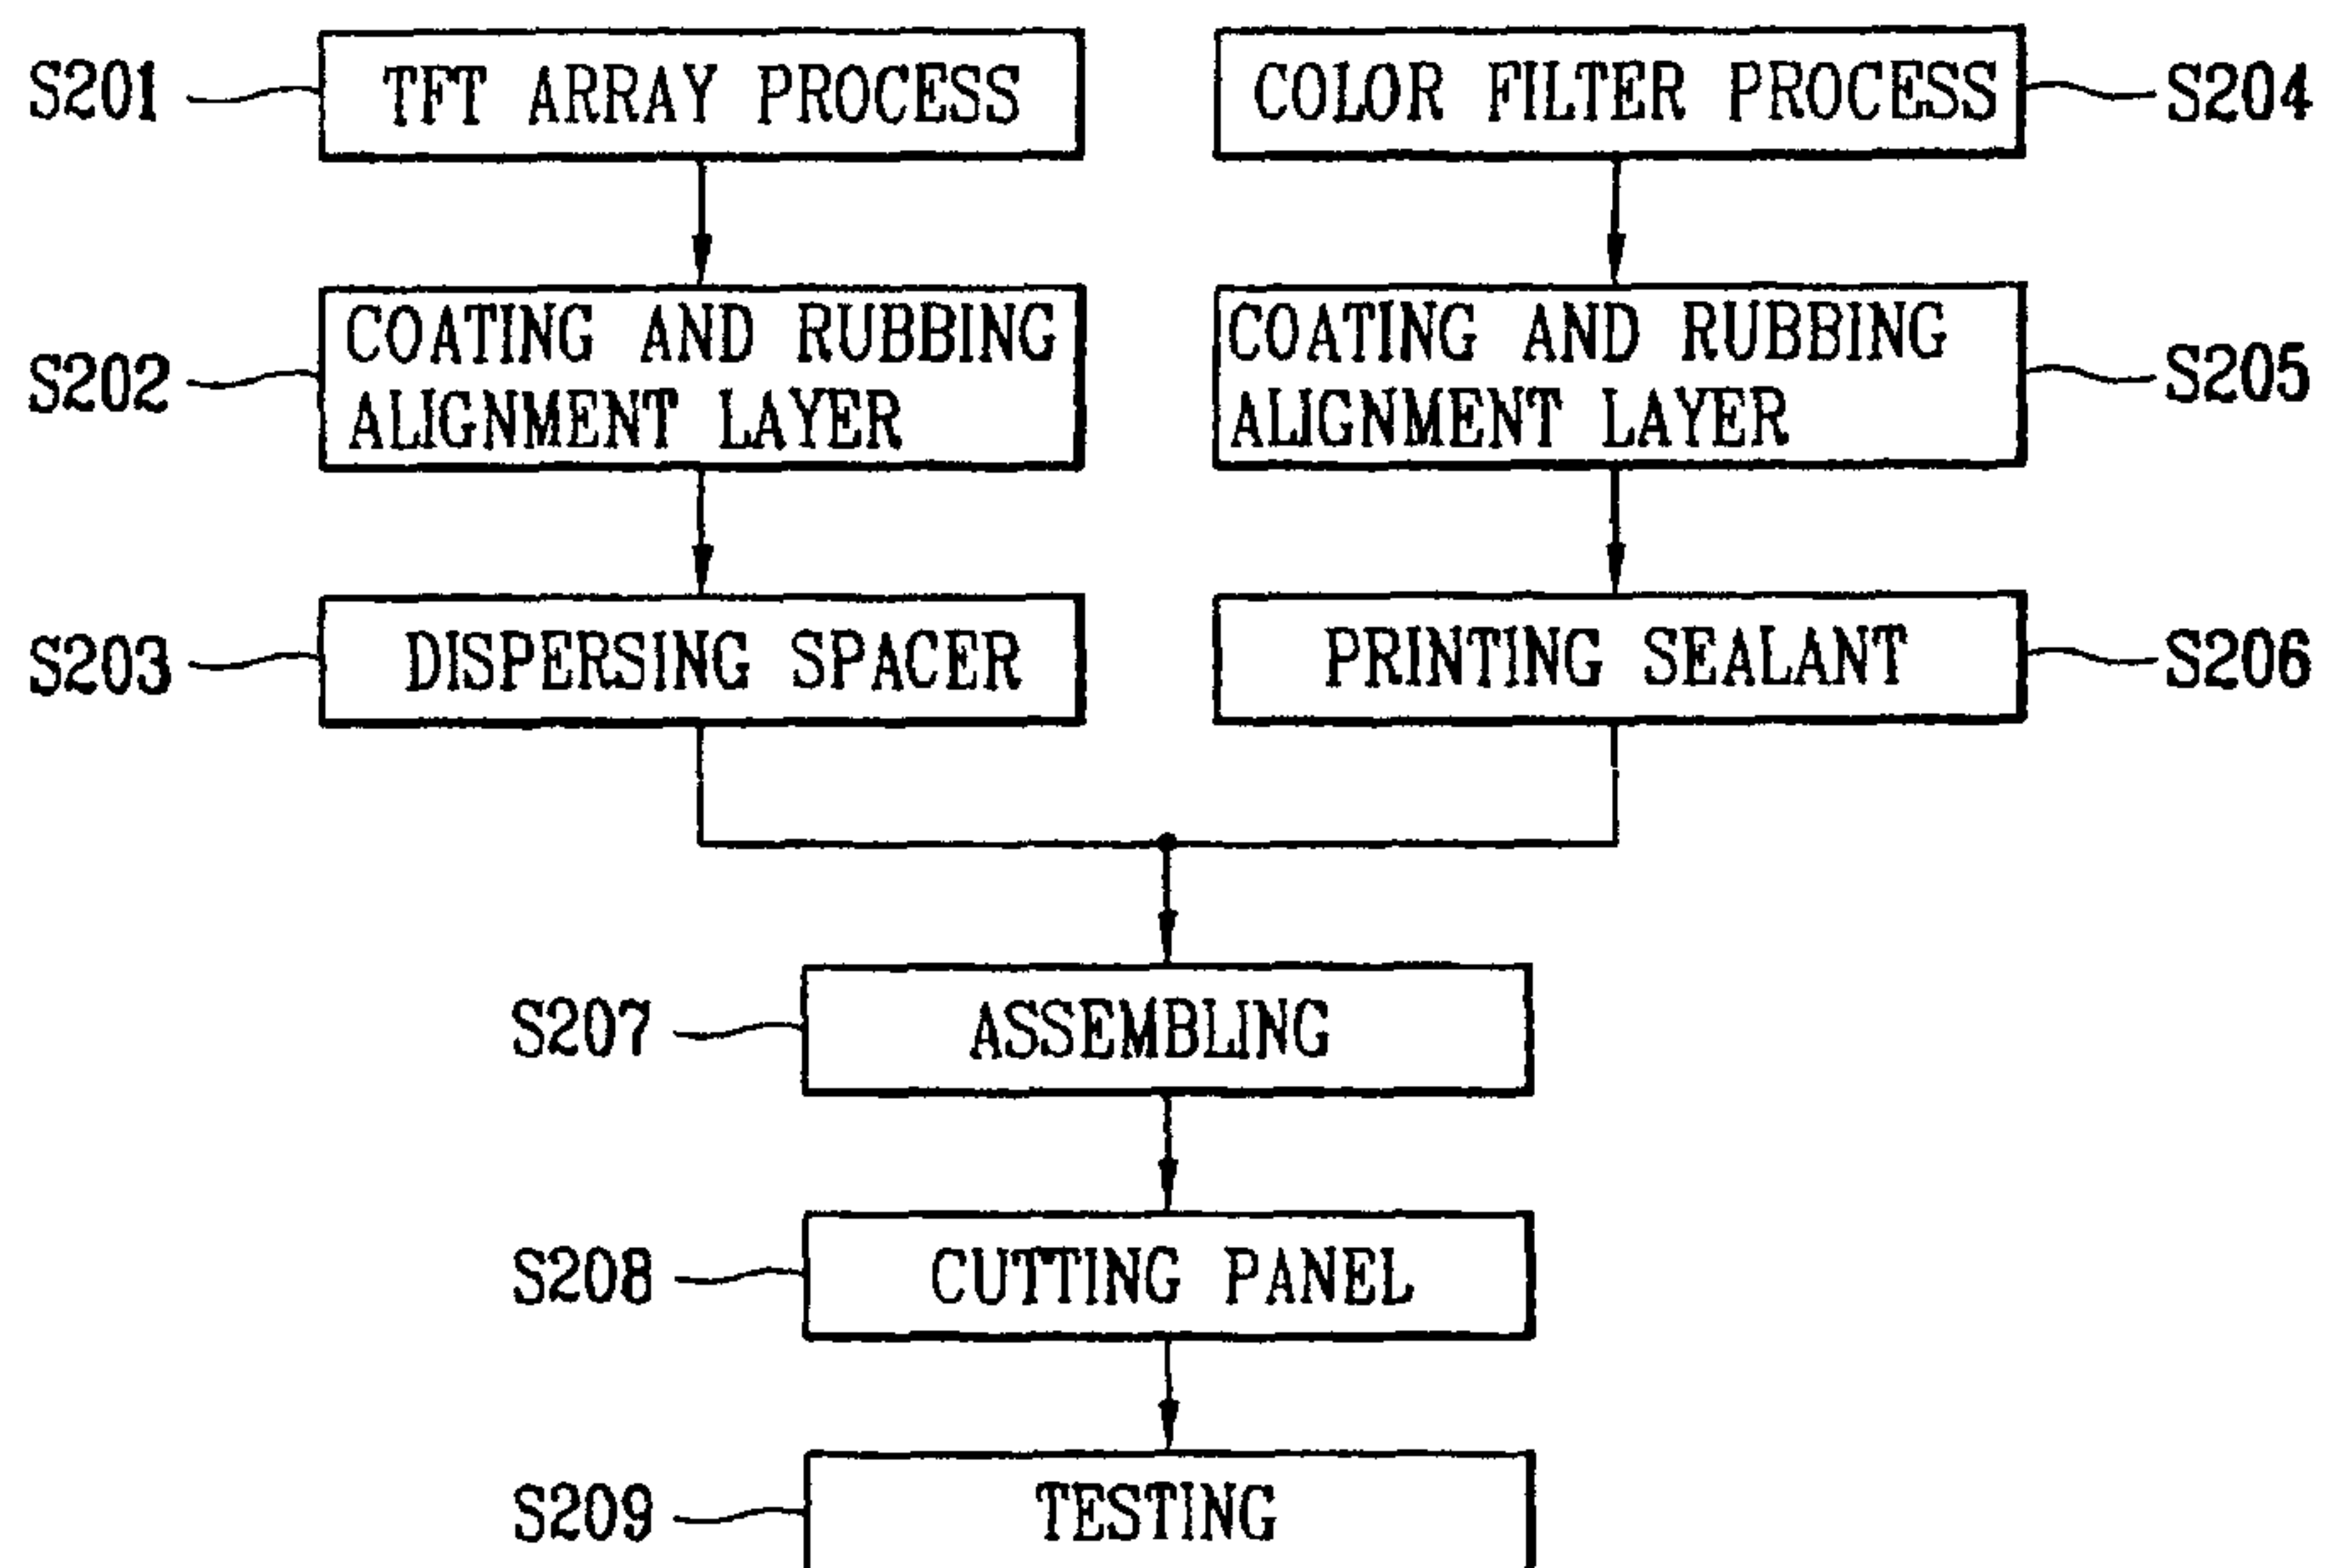 S201 TFT ARRAY PROCESS
COLOR FILTER PROCESS S204
S202 COATING AND RUBBING
ALIGNMENT LAYER
COATING AND RUBBING
ALIGNMENT LAYER S205
S203 DISPERSING SPACER
PRINTING SEALANT S206
S207 ASSEMBLING
S208 CUTTING PANEL
S209 TESTING